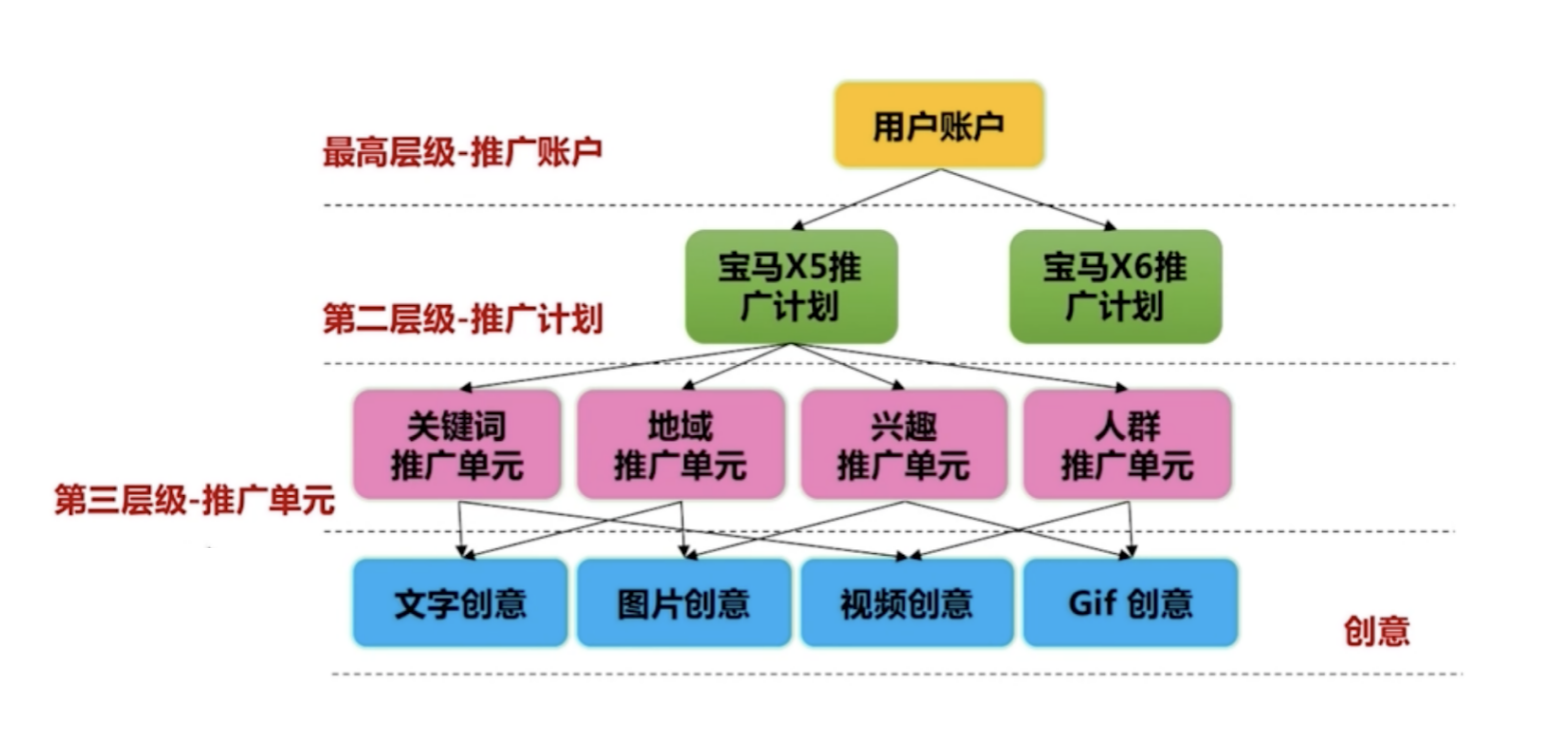 用户账户
最高层级-推广账户
宝马X5推
广计划
宝马X6推
广计划
第二层级-推广计划
关键词
推广单元
地域
推广单元
兴趣
推广单元
人群
推广单元
第三层级-推广单元
文字创意
图片创意
视频创意
Gif 创意
创意